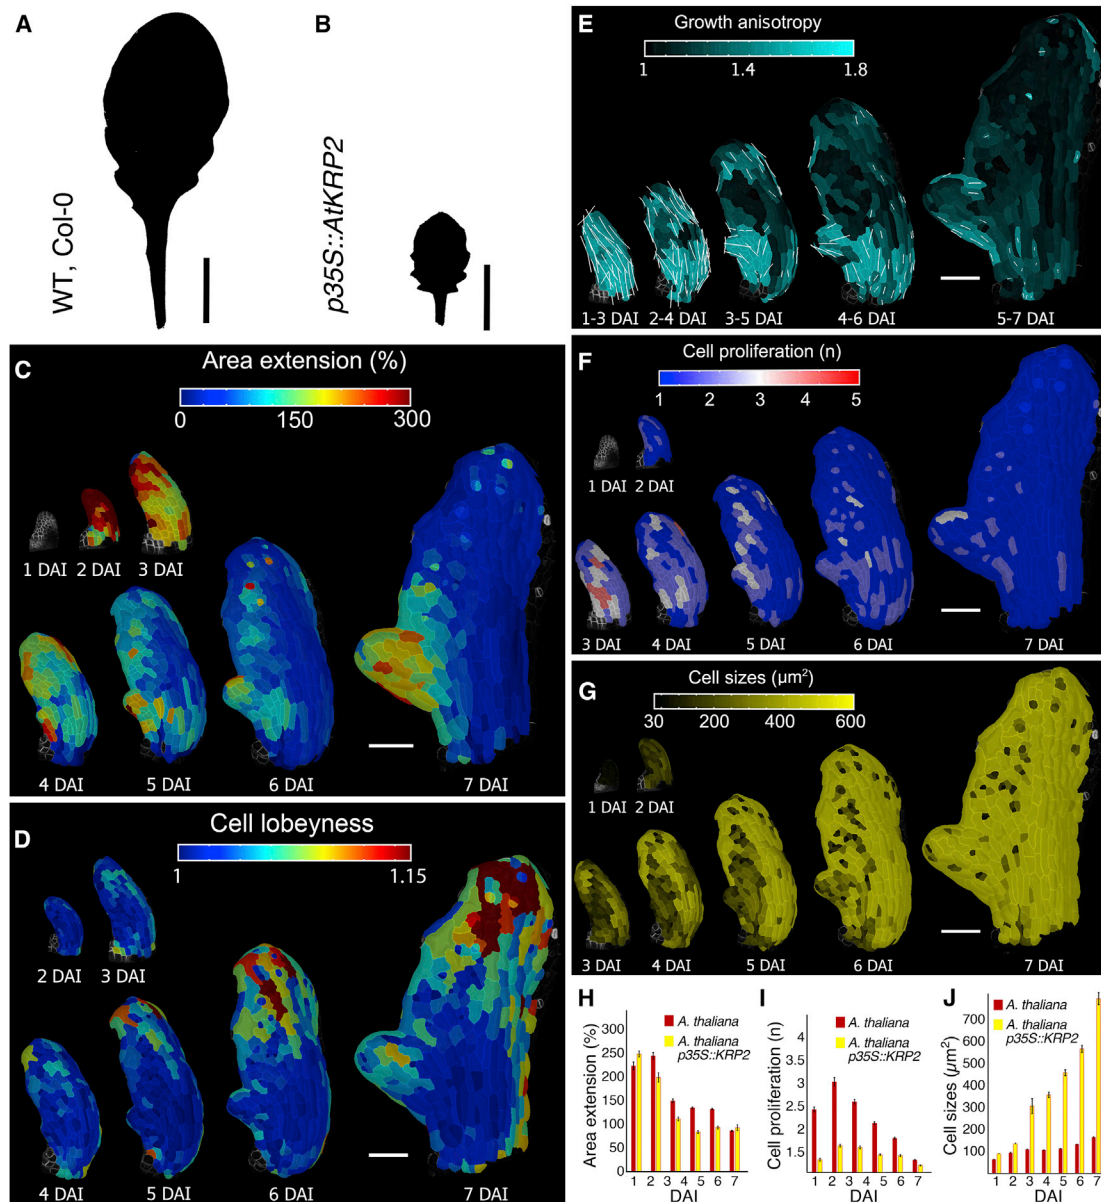 A
WT, Col-0
B
p35S::AtKRP2
C
Area extension (%)
0 150 300
1 DAI 2 DAI 3 DAI
4 DAI 5 DAI 6 DAI 7 DAI
D
Cell lobeyness
1 1.15
2 DAI 3 DAI
4 DAI 5 DAI 6 DAI 7 DAI
E
Growth anisotropy
1 1.4 1.8
1-3 DAI 2-4 DAI 3-5 DAI 4-6 DAI 5-7 DAI
F
Cell proliferation (n)
1 2 3 4 5
1 DAI 2 DAI
3 DAI 4 DAI 5 DAI 6 DAI 7 DAI
G
Cell sizes (µm²)
30 200 400 600
1 DAI 2 DAI
3 DAI 4 DAI 5 DAI 6 DAI 7 DAI
H
A. thaliana
A. thaliana
p35S::KRP2
Area extension (%)
300
250
200
150
100
50
0
1 2 3 4 5 6 7
DAI
I
A. thaliana
A. thaliana
p35S::KRP2
Cell proliferation (n)
4
3.5
3
2.5
2
1.5
1 2 3 4 5 6 7
DAI
J
A. thaliana
A. thaliana
p35S::KRP2
Cell sizes (µm²)
700
600
500
400
300
200
100
1 2 3 4 5 6 7
DAI